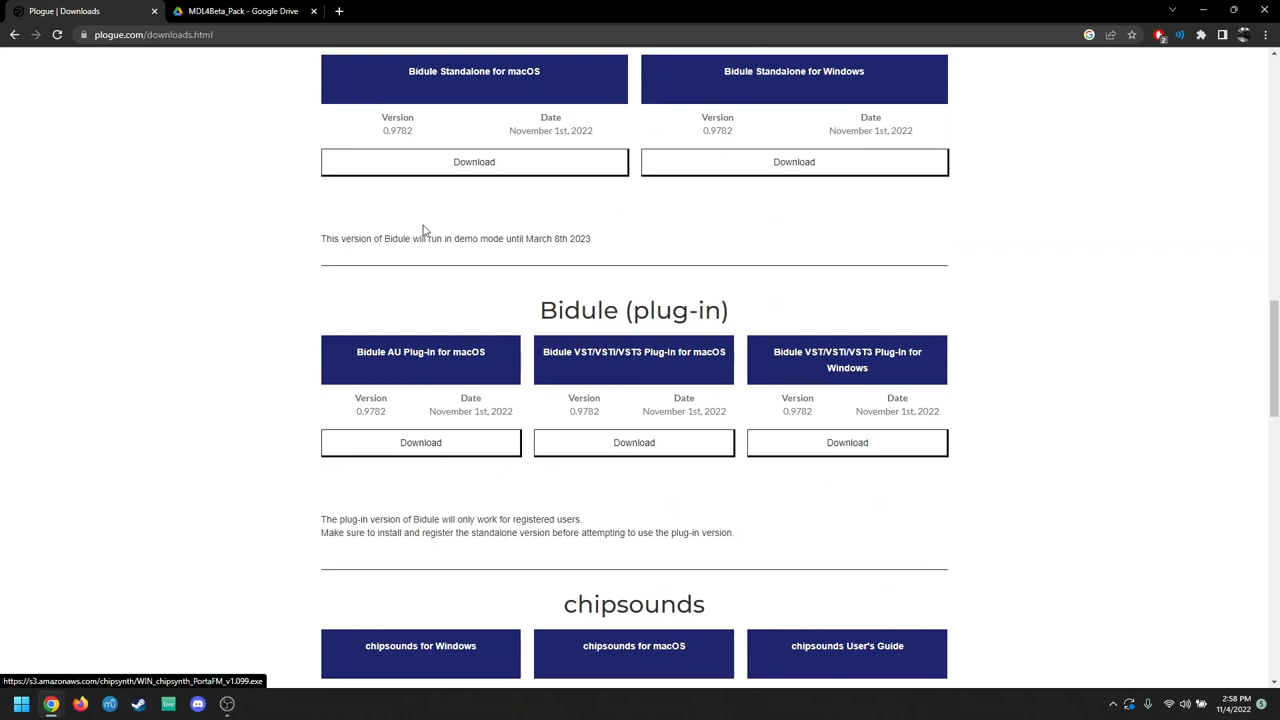 Plogue | Downloads
MDL4Beta_Pack - Google Drive
plogue.com/downloads.html
2
Bidule Standalone for macOS
Bidule Standalone for Windows
Version
Date
Version
Date
0.9782
November 1st, 2022
0.9782
November 1st, 2022
Download
Download
This version of Bidule will run in demo mode until March 8th 2023
Bidule (plug-in)
Bidule AU Plug-In for macOS
Bidule VST/VSTi/VST3 Plug-In for macOS
Bidule VST/VSTi/VST3 Plug-In for
Windows
Version
Date
Version
Date
Version
Date
0.9782
November 1st, 2022
0.9782
November 1st, 2022
0.9782
November 1st, 2022
Download
Download
Download
The plug-in version of Bidule will only work for registered users.
Make sure to install and register the standalone version before attempting to use the plug-in version.
chipsounds
chipsounds for Windows
chipsounds for macOS
chipsounds User's Guide
https://s3.amazonaws.com/chipsynth/WIN_chipsynth_PortaFM_v1.099.exe
Live
2:58 PM
11/4/2022
5